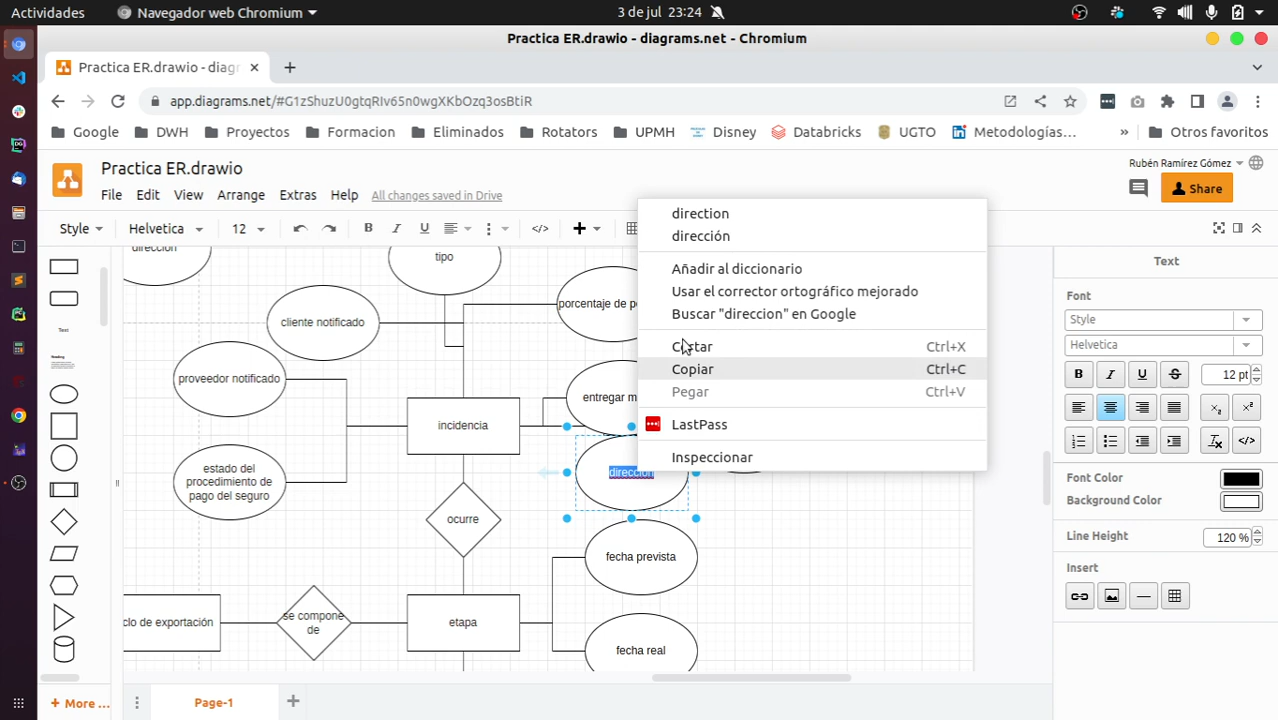 Actividades
Navegador web Chromium
3 de jul 23:24
Practica ER.drawio - diagrams.net - Chromium
Practica ER.drawio - diag
app.diagrams.net/#G1zShuzU0gtqRIv65n0wgXKbOzq3osBtiR
Google
DWH
Proyectos
Formacion
Eliminados
Rotators
UPMH
Disney
Databricks
UGTO
Metodologías...
»
Otros favoritos
Practica ER.drawio
Rubén Ramírez Gómez
File
Edit
View
Arrange
Extras
Help
All changes saved in Drive
Share
Style
Helvetica
12
B
I
U
Text
Heading
direccion
tipo
cliente notificado
porcentaje de p
proveedor notificado
incidencia
entregar m
estado del
procedimiento de
pago del seguro
direccion
ocurre
fecha prevista
clo de exportación
se compone
de
etapa
fecha real
direction
dirección
Añadir al diccionario
Usar el corrector ortográfico mejorado
Buscar "direccion" en Google
Cortar Ctrl+X
Copiar Ctrl+C
Pegar Ctrl+V
LastPass
Inspeccionar
Text
Font
Style
Helvetica
B
I
U
S
12 pt
Font Color
Background Color
Line Height
120 %
Insert
+ More ...
Page-1